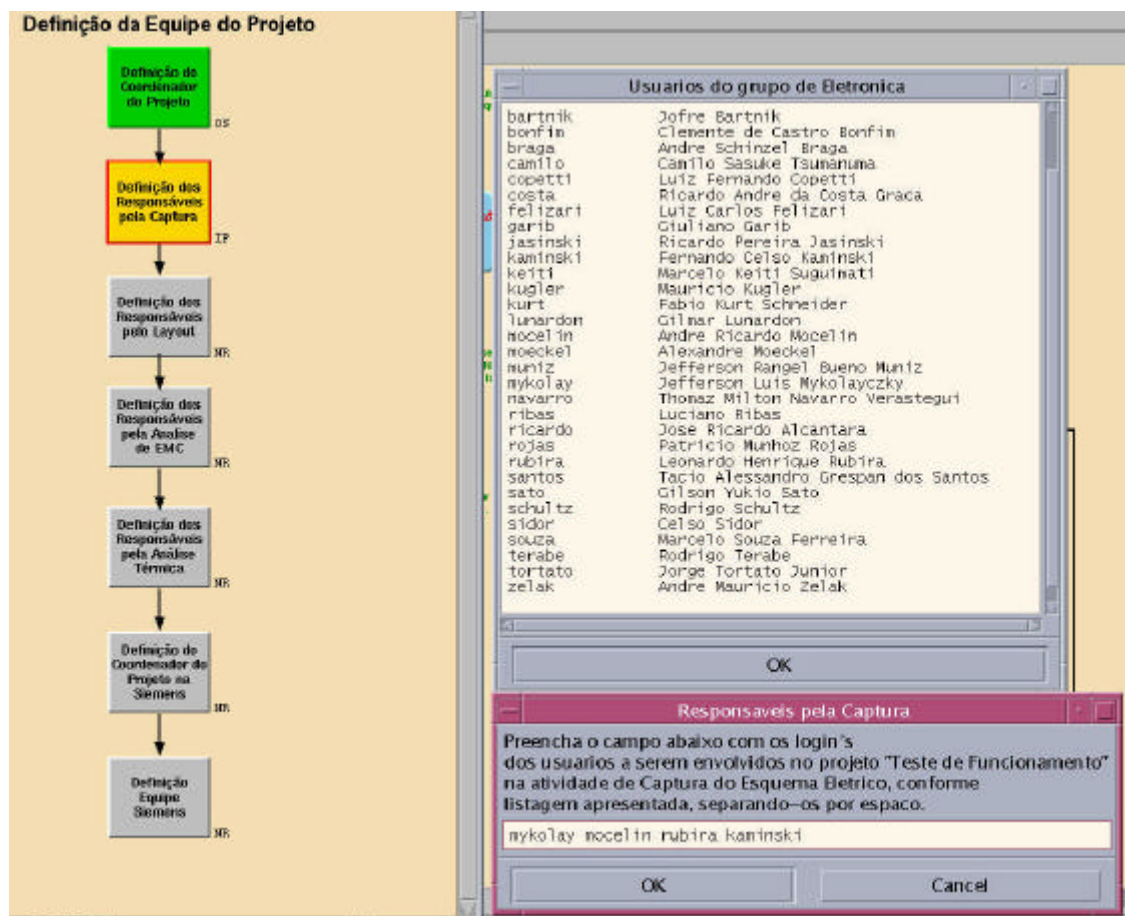 Definição da Equipe do Projeto
Definição do
Coordenador
do Projeto
DS
Definição dos
Responsáveis
pela Captura
IP
Definição dos
Responsáveis
pelo Layout
NR
Definição dos
Responsáveis
pela Analise
de EMC
NR
Definição dos
Responsáveis
pela Análise
Térmica
NR
Definição do
Coordenador do
Projeto na
Siemens
NR
Definição
Equipe
Siemens
NR
Usuarios do grupo de Eletronica
bartnik Jofre Bartnik
bonfim Clemente de Castro Bonfim
braga Andre Schinzel Braga
camilo Camilo Sasuke Tsumanuma
copetti Luiz Fernando Copetti
costa Ricardo Andre da Costa Graca
felizari Luiz Carlos Felizari
garib Giuliano Garib
jasinski Ricardo Pereira Jasinski
kaminski Fernando Celso Kaminski
keiti Marcelo Keiti Suguimati
kugler Mauricio Kugler
kurt Fabio Kurt Schneider
lunardon Gilmar Lunardon
mocelin Andre Ricardo Mocelin
moeckel Alexandre Moeckel
muniz Jefferson Rangel Bueno Muniz
mykolay Jefferson Luis Mykolayczky
navarro Thomaz Milton Navarro Verastegui
ribas Luciano Ribas
ricardo Jose Ricardo Alcantara
rojas Patricio Munhoz Rojas
rubira Leonardo Henrique Rubira
santos Tacio Alessandro Grespan dos Santos
sato Gilson Yukio Sato
schultz Rodrigo Schultz
sidor Celso Sidor
souza Marcelo Souza Ferreira
terabe Rodrigo Terabe
tortato Jorge Tortato Junior
zelak Andre Mauricio Zelak
OK
Responsaveis pela Captura
Preencha o campo abaixo com os login's
dos usuarios a serem envolvidos no projeto "Teste de Funcionamento"
na atividade de Captura do Esquema Eletrico, conforme
listagem apresentada, separando-os por espaco.
mykolay mocelin rubira kaminski
OK Cancel